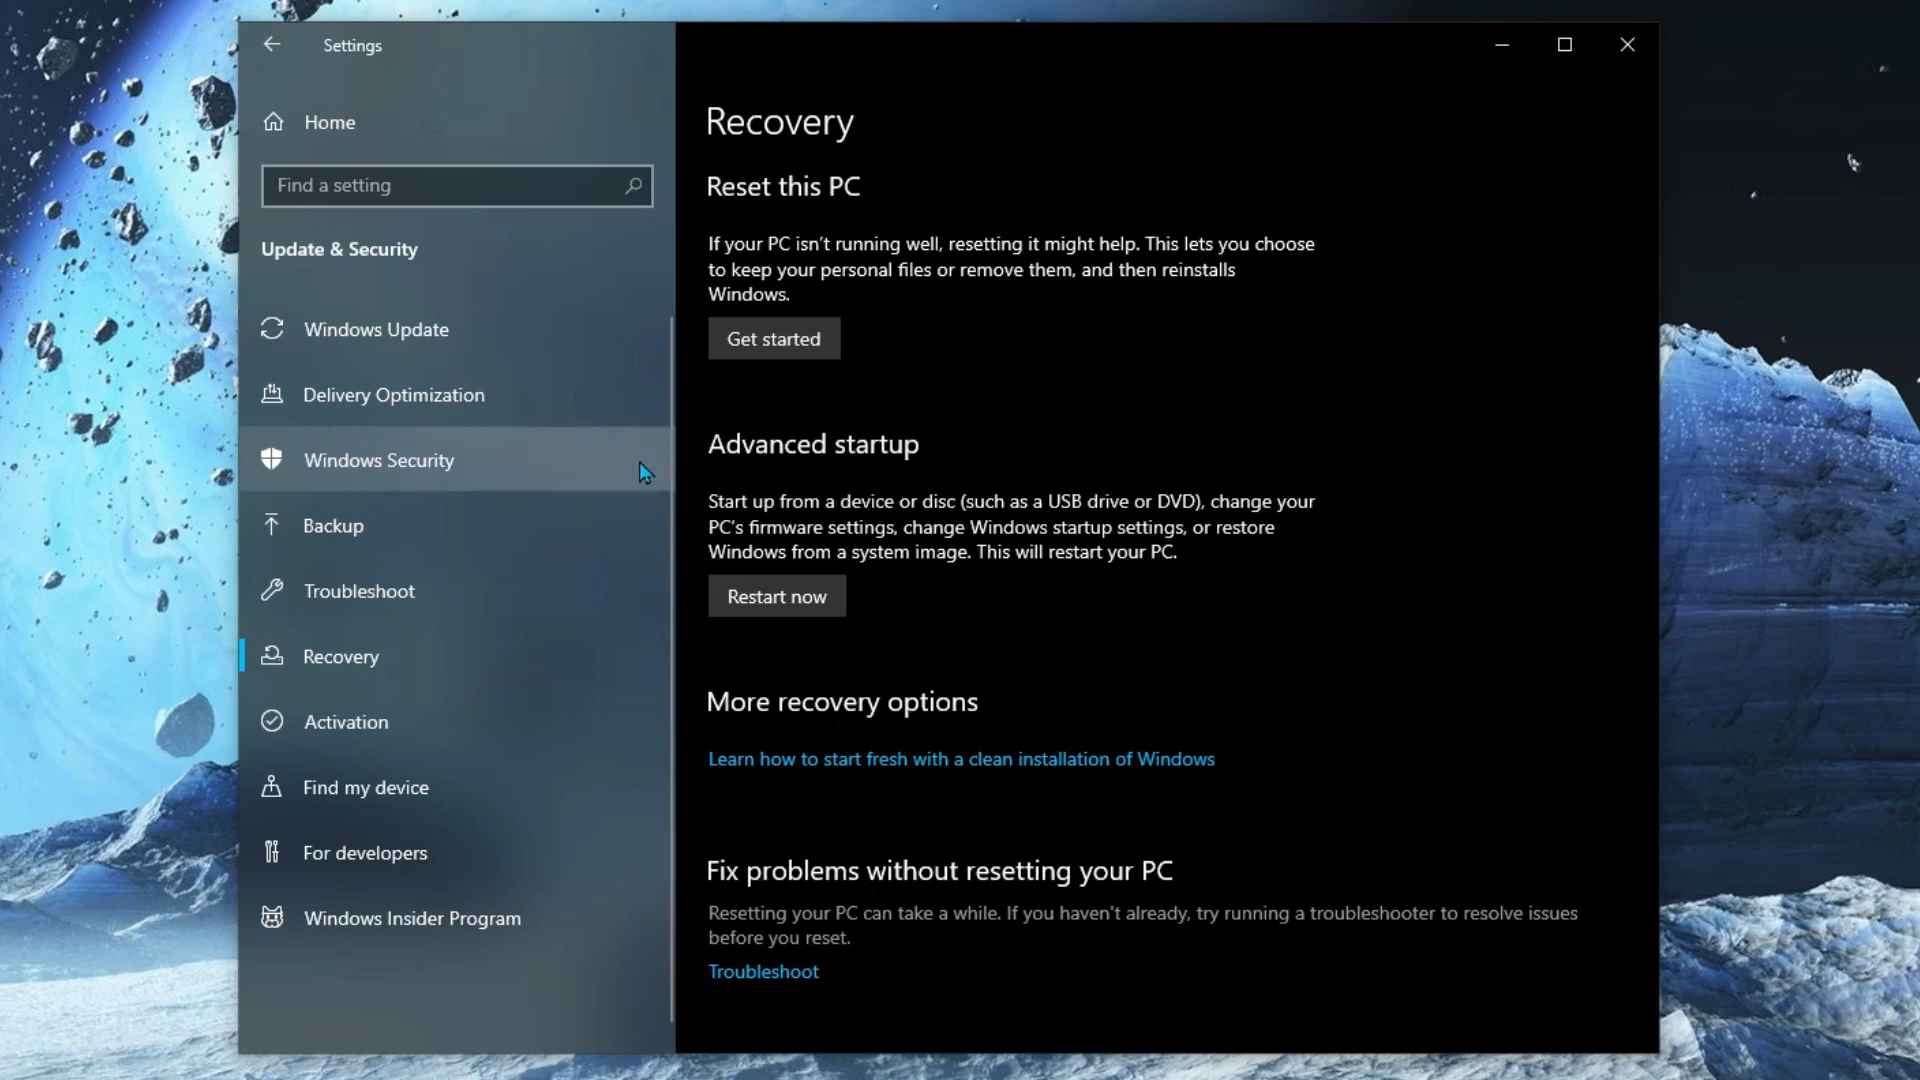 Settings
Home
Find a setting
Update & Security
Windows Update
Delivery Optimization
Windows Security
Backup
Troubleshoot
Recovery
Activation
Find my device
For developers
Windows Insider Program
Recovery
Reset this PC
If your PC isn't running well, resetting it might help. This lets you choose
to keep your personal files or remove them, and then reinstalls
Windows.
Get started
Advanced startup
Start up from a device or disc (such as a USB drive or DVD), change your
PC's firmware settings, change Windows startup settings, or restore
Windows from a system image. This will restart your PC.
Restart now
More recovery options
Learn how to start fresh with a clean installation of Windows
Fix problems without resetting your PC
Resetting your PC can take a while. If you haven't already, try running a troubleshooter to resolve issues
before you reset.
Troubleshoot